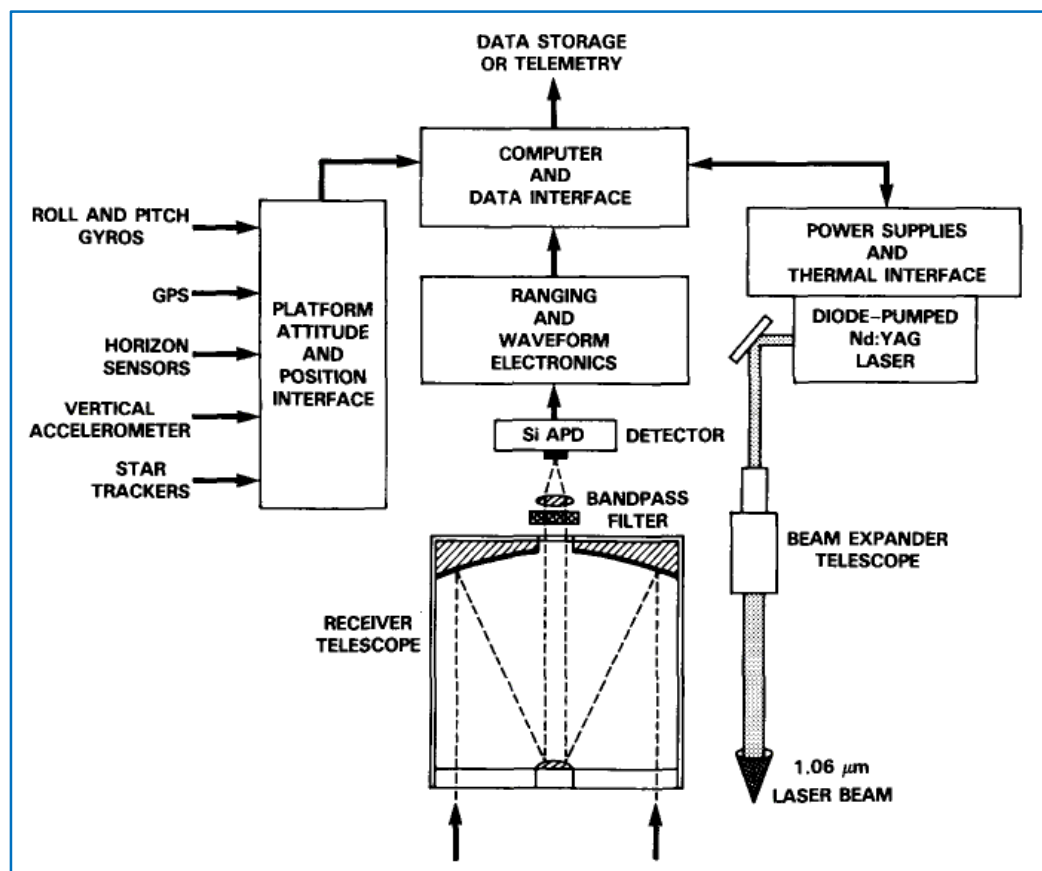 DATA STORAGE
OR TELEMETRY
COMPUTER
AND
DATA INTERFACE
ROLL AND PITCH
GYROS
GPS
HORIZON
SENSORS
VERTICAL
ACCELEROMETER
STAR
TRACKERS
PLATFORM
ATTITUDE
AND
POSITION
INTERFACE
RANGING
AND
WAVEFORM
ELECTRONICS
POWER SUPPLIES
AND
THERMAL INTERFACE
DIODE-PUMPED
Nd:YAG
LASER
Si APD
DETECTOR
BANDPASS
FILTER
BEAM EXPANDER
TELESCOPE
RECEIVER
TELESCOPE
1.06 μm
LASER BEAM